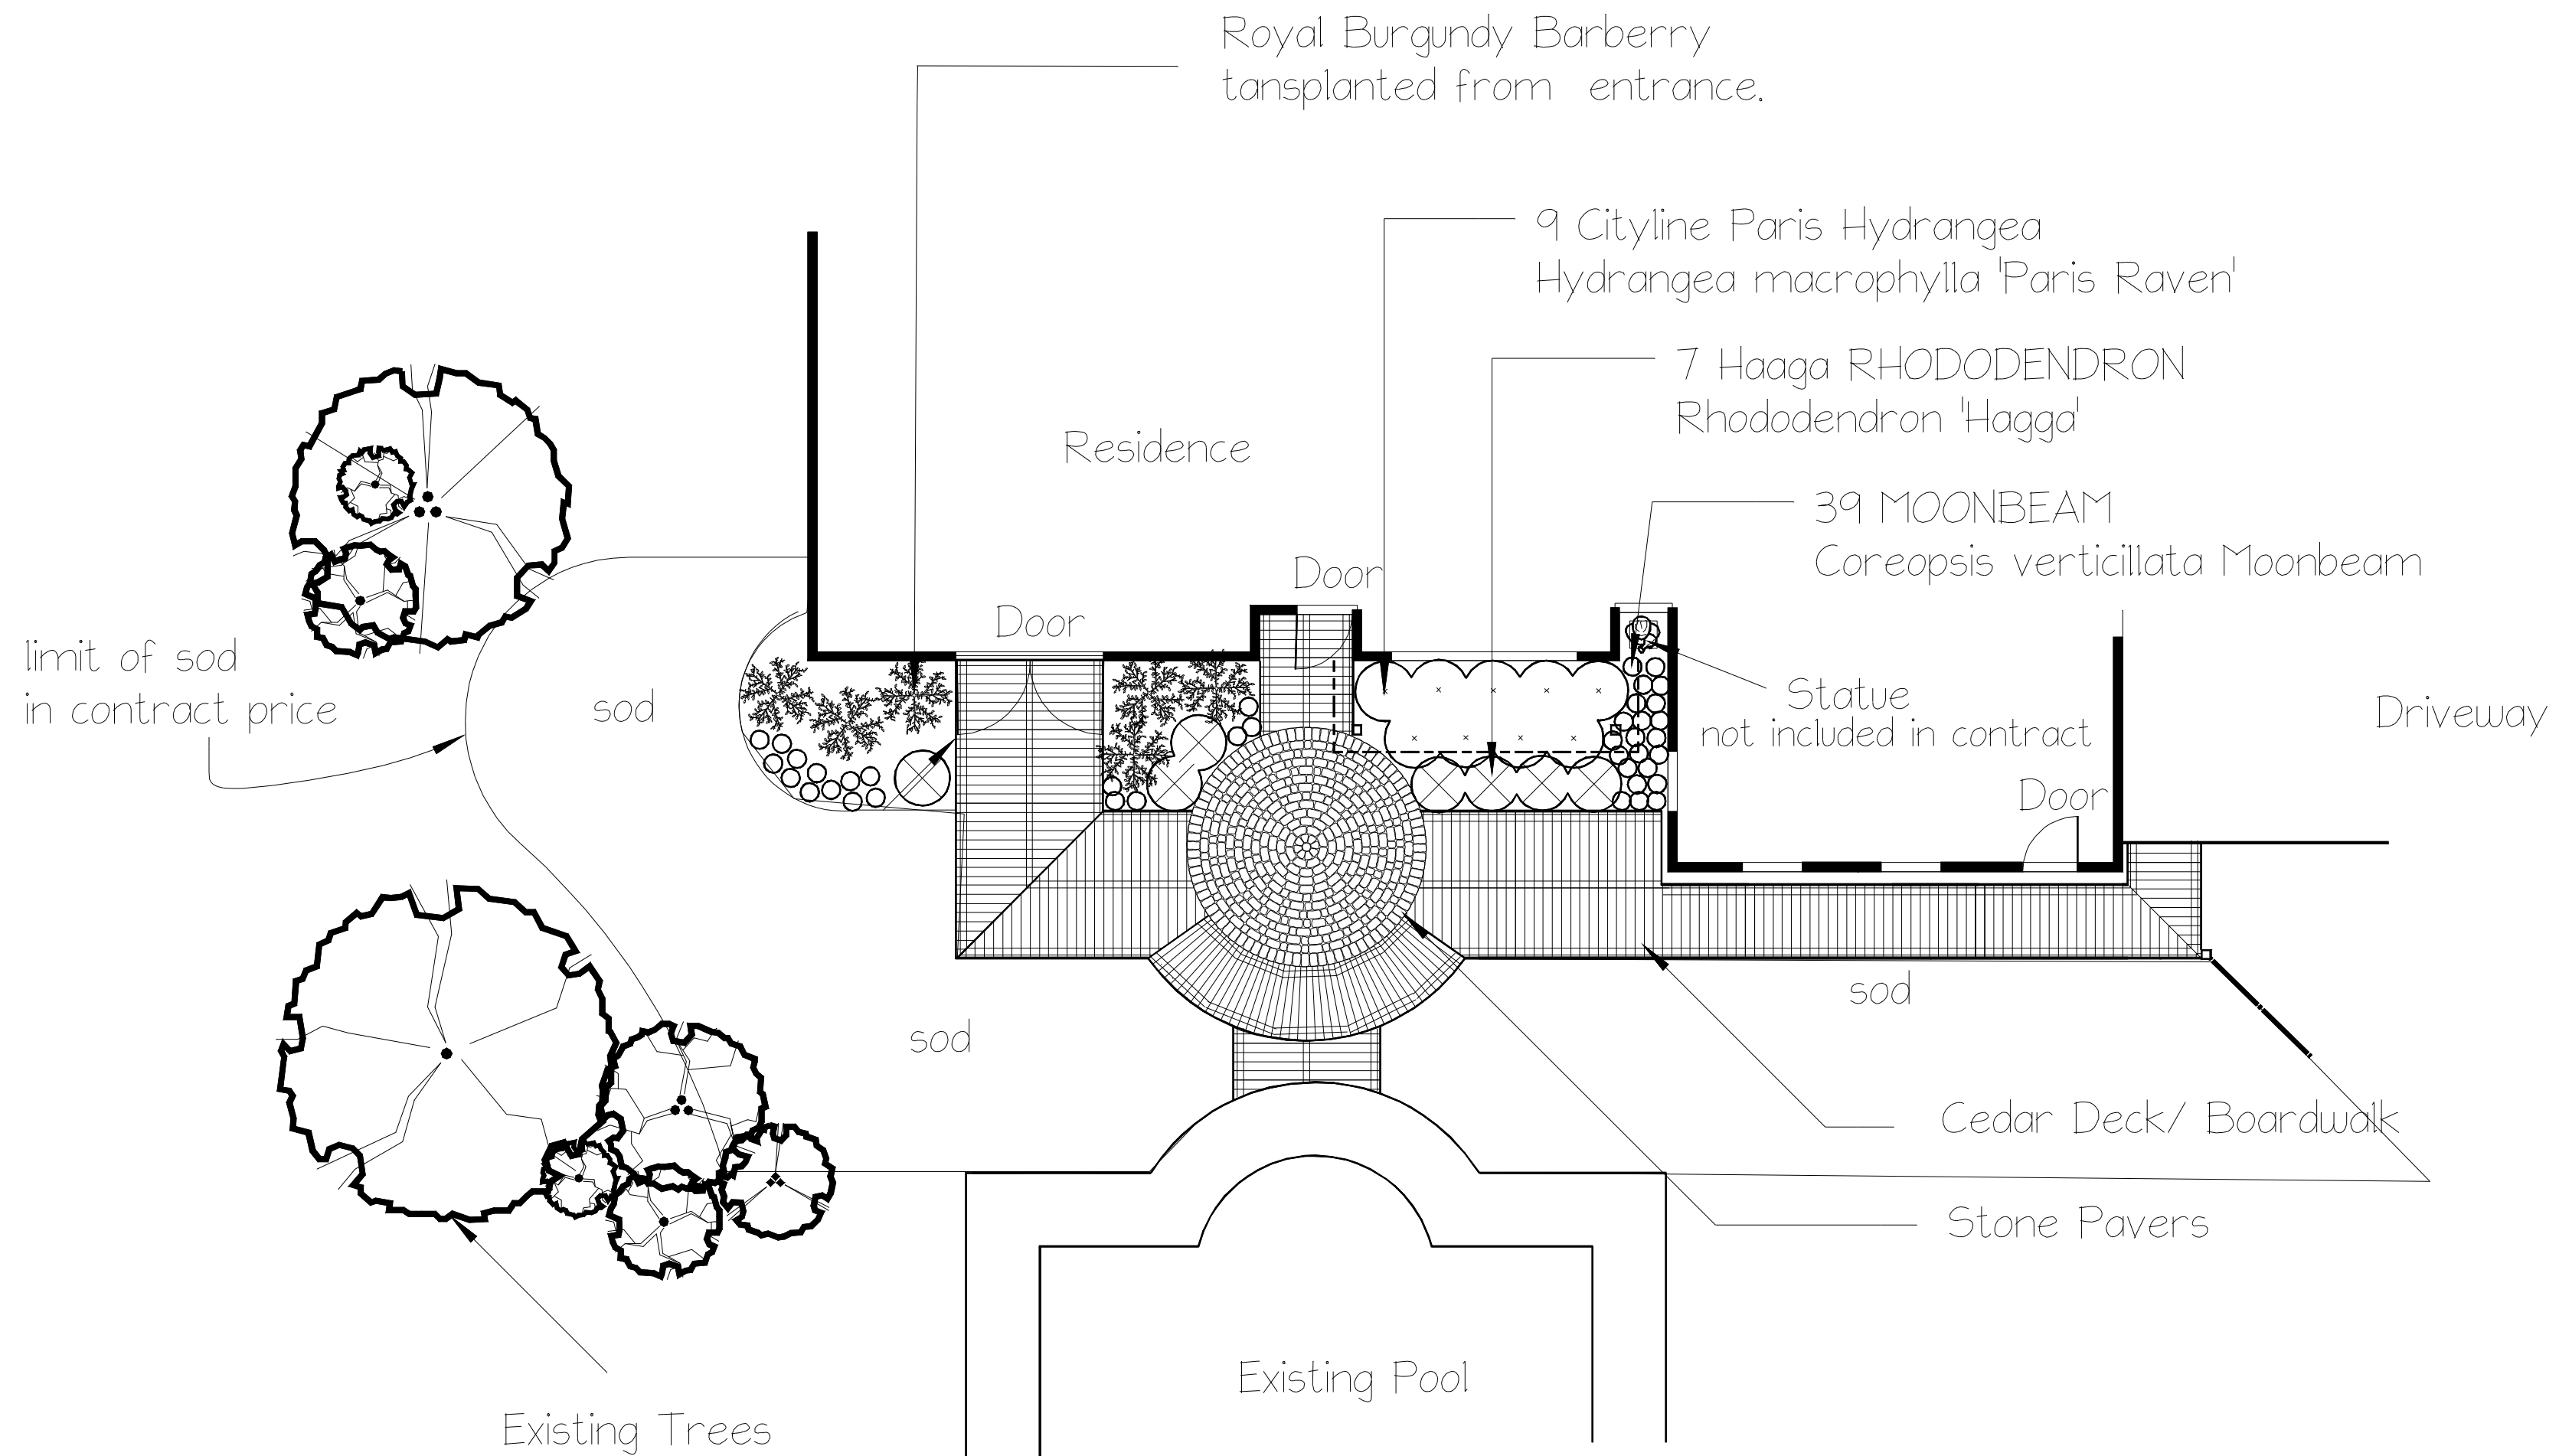 Royal Burgundy Barberry
tansplanted from entrance.
9 Cityline Paris Hydrangea
Hydrangea macrophylla 'Paris Raven'
7 Haaga RHODODENDRON
Rhododendron 'Hagga'
Residence
39 MOONBEAM
Coreopsis verticillata Moonbeam
Door
Door
limit of sod
in contract price
sod
Statue
not included in contract
Driveway
Door
sod
sod
Cedar Deck/ Boardwalk
Stone Pavers
Existing Pool
Existing Trees